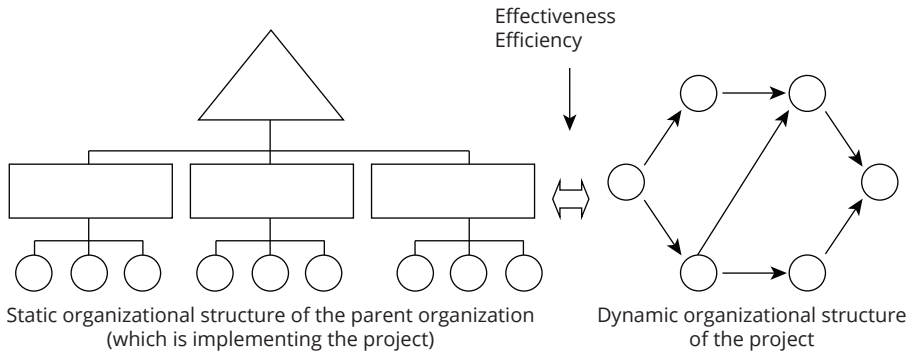 Effectiveness
Efficiency
Static organizational structure of the parent organization
(which is implementing the project)
Dynamic organizational structure
of the project